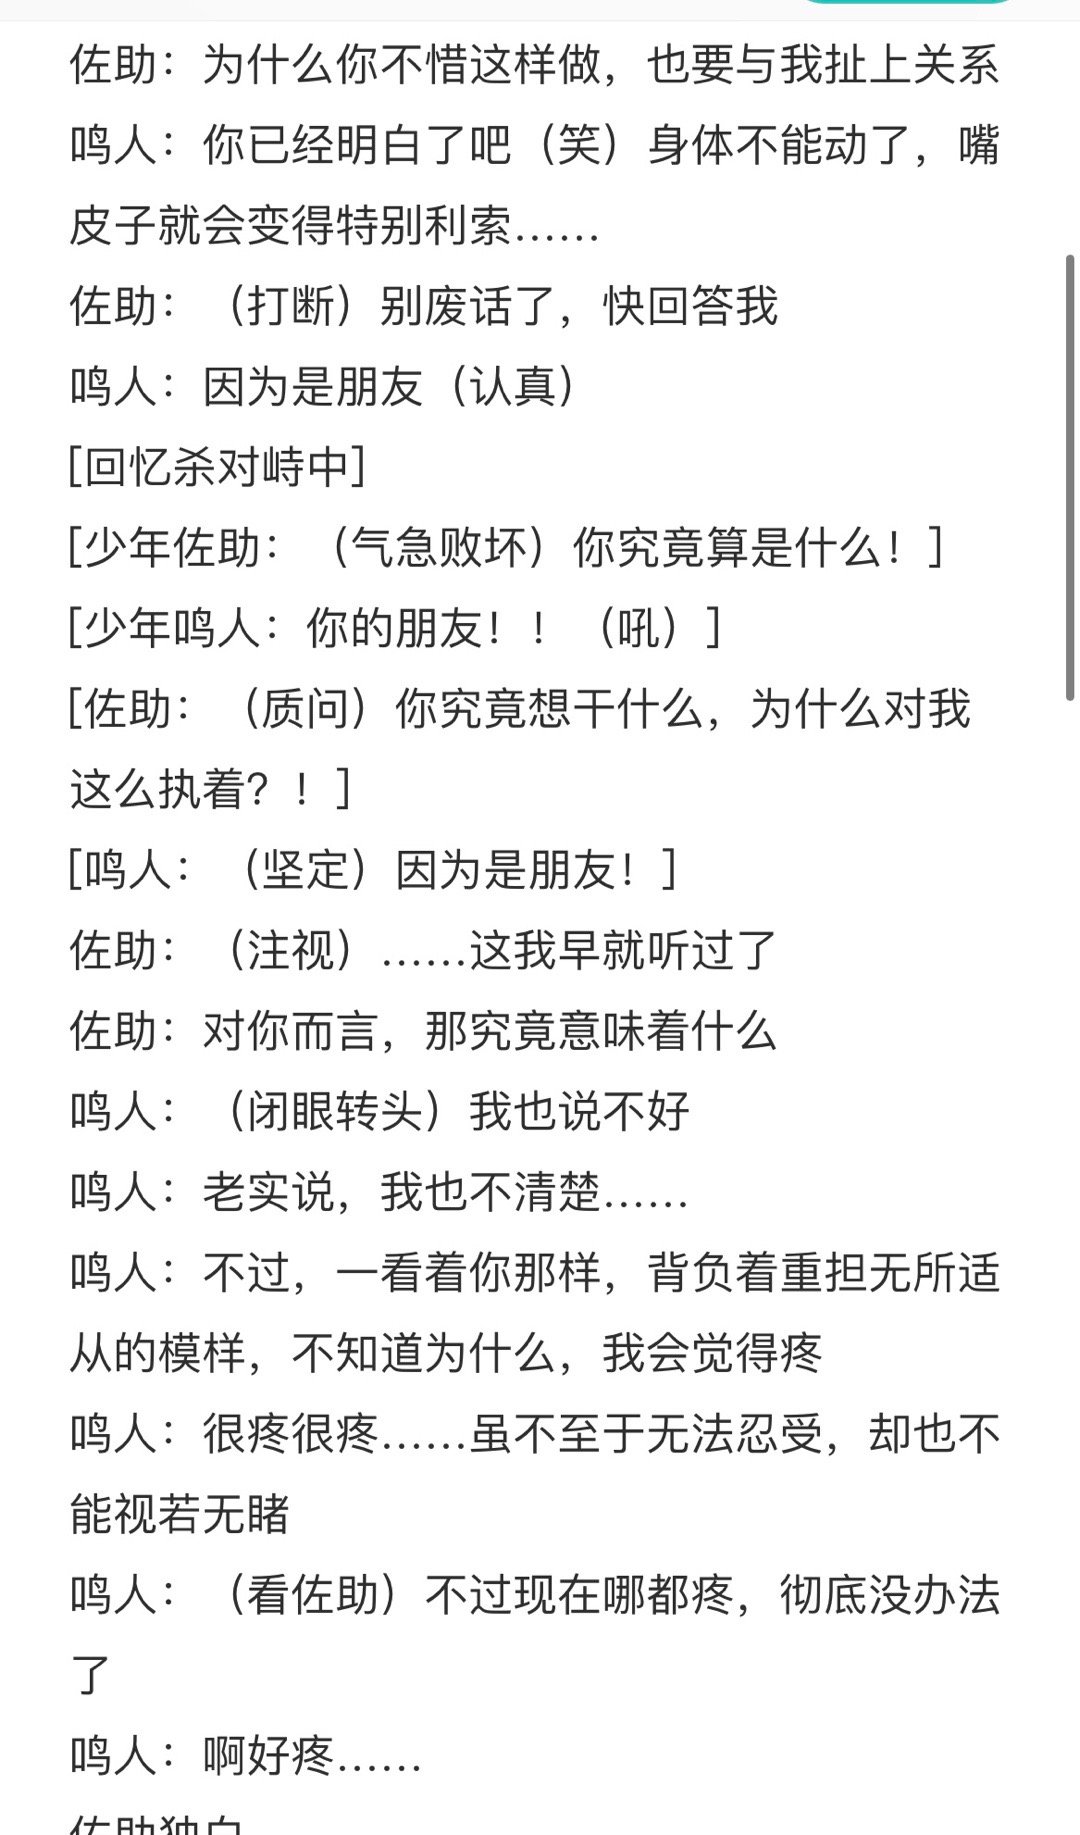 佐助：为什么你不惜这样做，也要与我扯上关系
鸣人：你已经明白了吧（笑）身体不能动了，嘴
皮子就会变得特别利索……
佐助：（打断）别废话了，快回答我
鸣人：因为是朋友（认真）
[回忆杀对峙中]
[少年佐助：（气急败坏）你究竟算是什么！]
[少年鸣人：你的朋友！！（吼）]
[佐助：（质问）你究竟想干什么，为什么对我
这么执着？！]
[鸣人：（坚定）因为是朋友！]
佐助：（注视）……这我早就听过了
佐助：对你而言，那究竟意味着什么
鸣人：（闭眼转头）我也说不好
鸣人：老实说，我也不清楚……
鸣人：不过，一看着你那样，背负着重担无所适
从的模样，不知道为什么，我会觉得疼
鸣人：很疼很疼……虽不至于无法忍受，却也不
能视若无睹
鸣人：（看佐助）不过现在哪都疼，彻底没办法
了
鸣人：啊好疼……
佐助独白